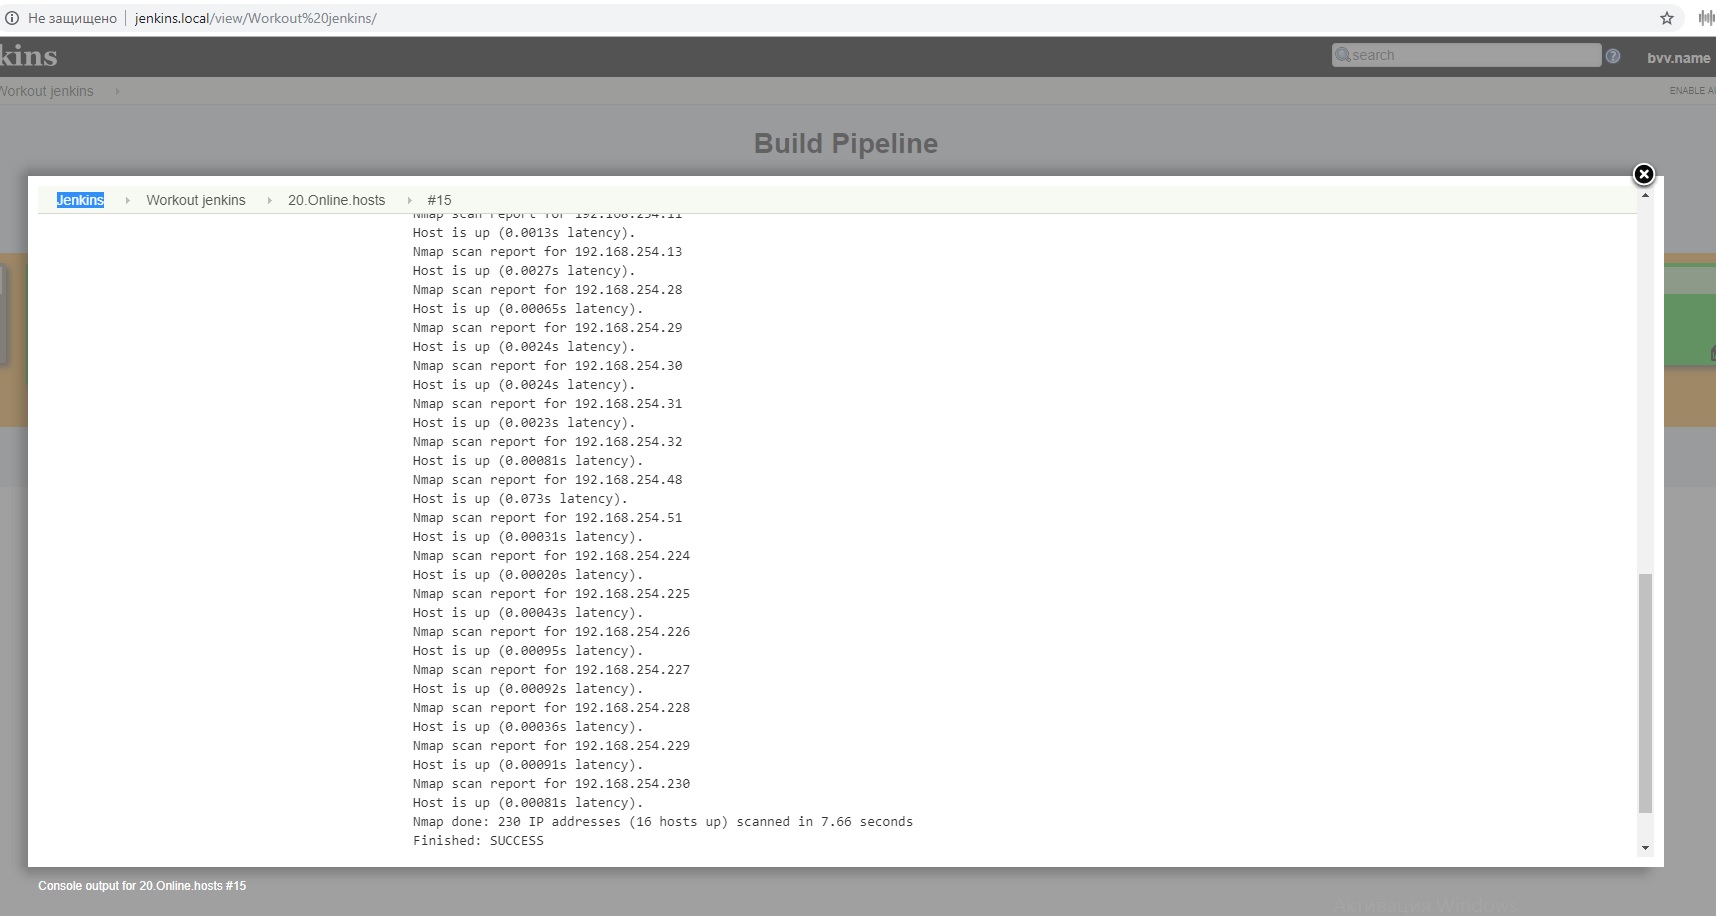 Не защищено jenkins.local/view/Workout%20jenkins/
kins search bvv.name
Workout jenkins ENABLE AU
Build Pipeline
Jenkins Workout jenkins 20.Online.hosts #15
Nmap scan report for 192.168.254.11
Host is up (0.0013s latency).
Nmap scan report for 192.168.254.13
Host is up (0.0027s latency).
Nmap scan report for 192.168.254.28
Host is up (0.00065s latency).
Nmap scan report for 192.168.254.29
Host is up (0.0024s latency).
Nmap scan report for 192.168.254.30
Host is up (0.0024s latency).
Nmap scan report for 192.168.254.31
Host is up (0.0023s latency).
Nmap scan report for 192.168.254.32
Host is up (0.00081s latency).
Nmap scan report for 192.168.254.48
Host is up (0.073s latency).
Nmap scan report for 192.168.254.51
Host is up (0.00031s latency).
Nmap scan report for 192.168.254.224
Host is up (0.00020s latency).
Nmap scan report for 192.168.254.225
Host is up (0.00043s latency).
Nmap scan report for 192.168.254.226
Host is up (0.00095s latency).
Nmap scan report for 192.168.254.227
Host is up (0.00092s latency).
Nmap scan report for 192.168.254.228
Host is up (0.00036s latency).
Nmap scan report for 192.168.254.229
Host is up (0.00091s latency).
Nmap scan report for 192.168.254.230
Host is up (0.00081s latency).
Nmap done: 230 IP addresses (16 hosts up) scanned in 7.66 seconds
Finished: SUCCESS
Console output for 20.Online.hosts #15
Активация Windows